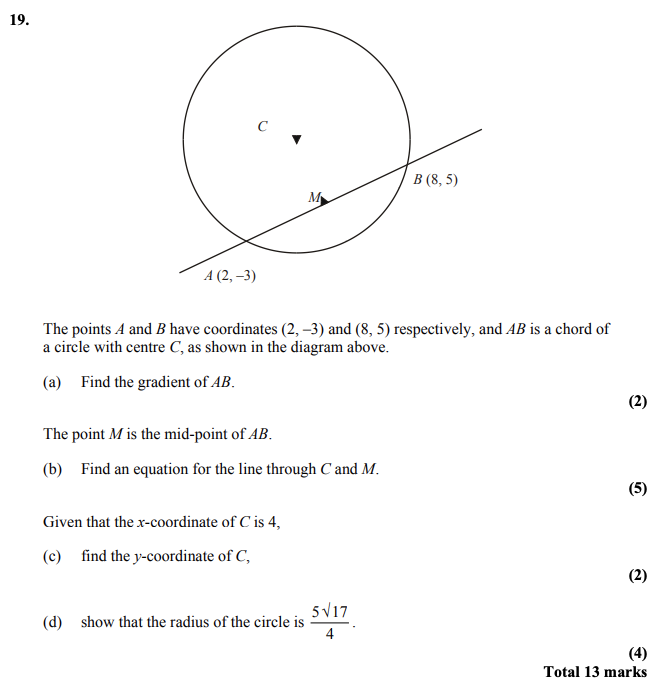 19.
C
B (8, 5)
M
A (2, –3)
The points A and B have coordinates (2, –3) and (8, 5) respectively, and AB is a chord of
a circle with centre C, as shown in the diagram above.
(a) Find the gradient of AB.
(2)
The point M is the mid-point of AB.
(b) Find an equation for the line through C and M.
(5)
Given that the x-coordinate of C is 4,
(c) find the y-coordinate of C,
(2)
(d) show that the radius of the circle is 5√17/4.
(4)
Total 13 marks